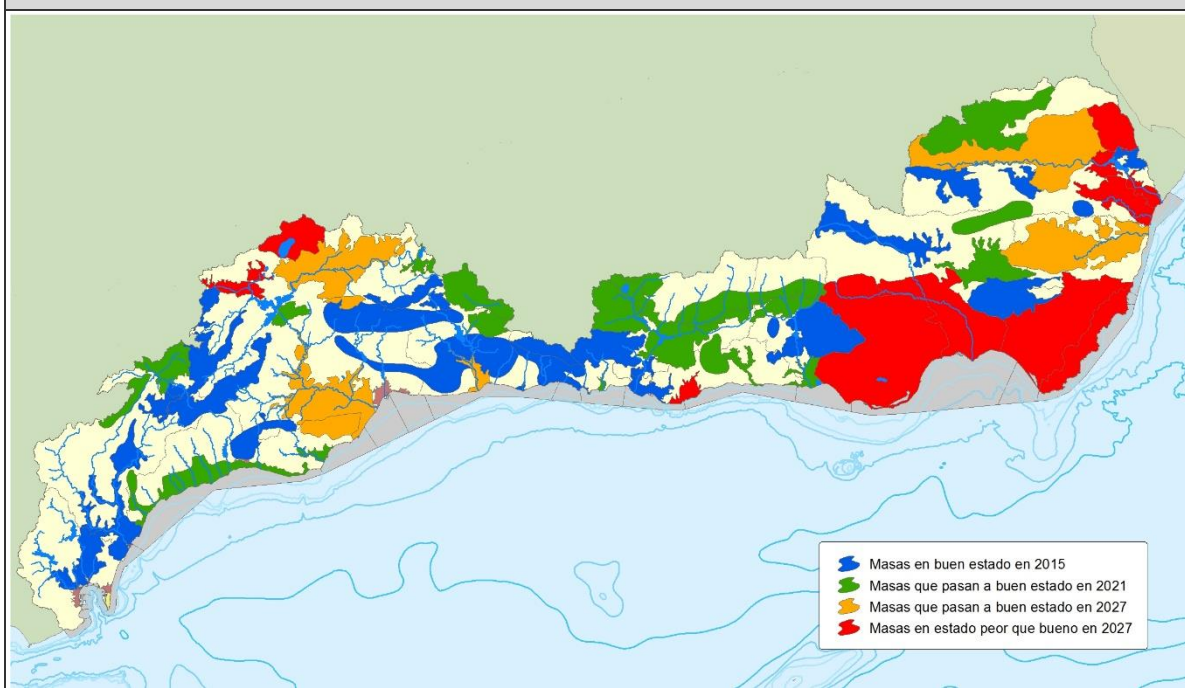 Masas en buen estado en 2015
Masas que pasan a buen estado en 2021
Masas que pasan a buen estado en 2027
Masas en estado peor que bueno en 2027